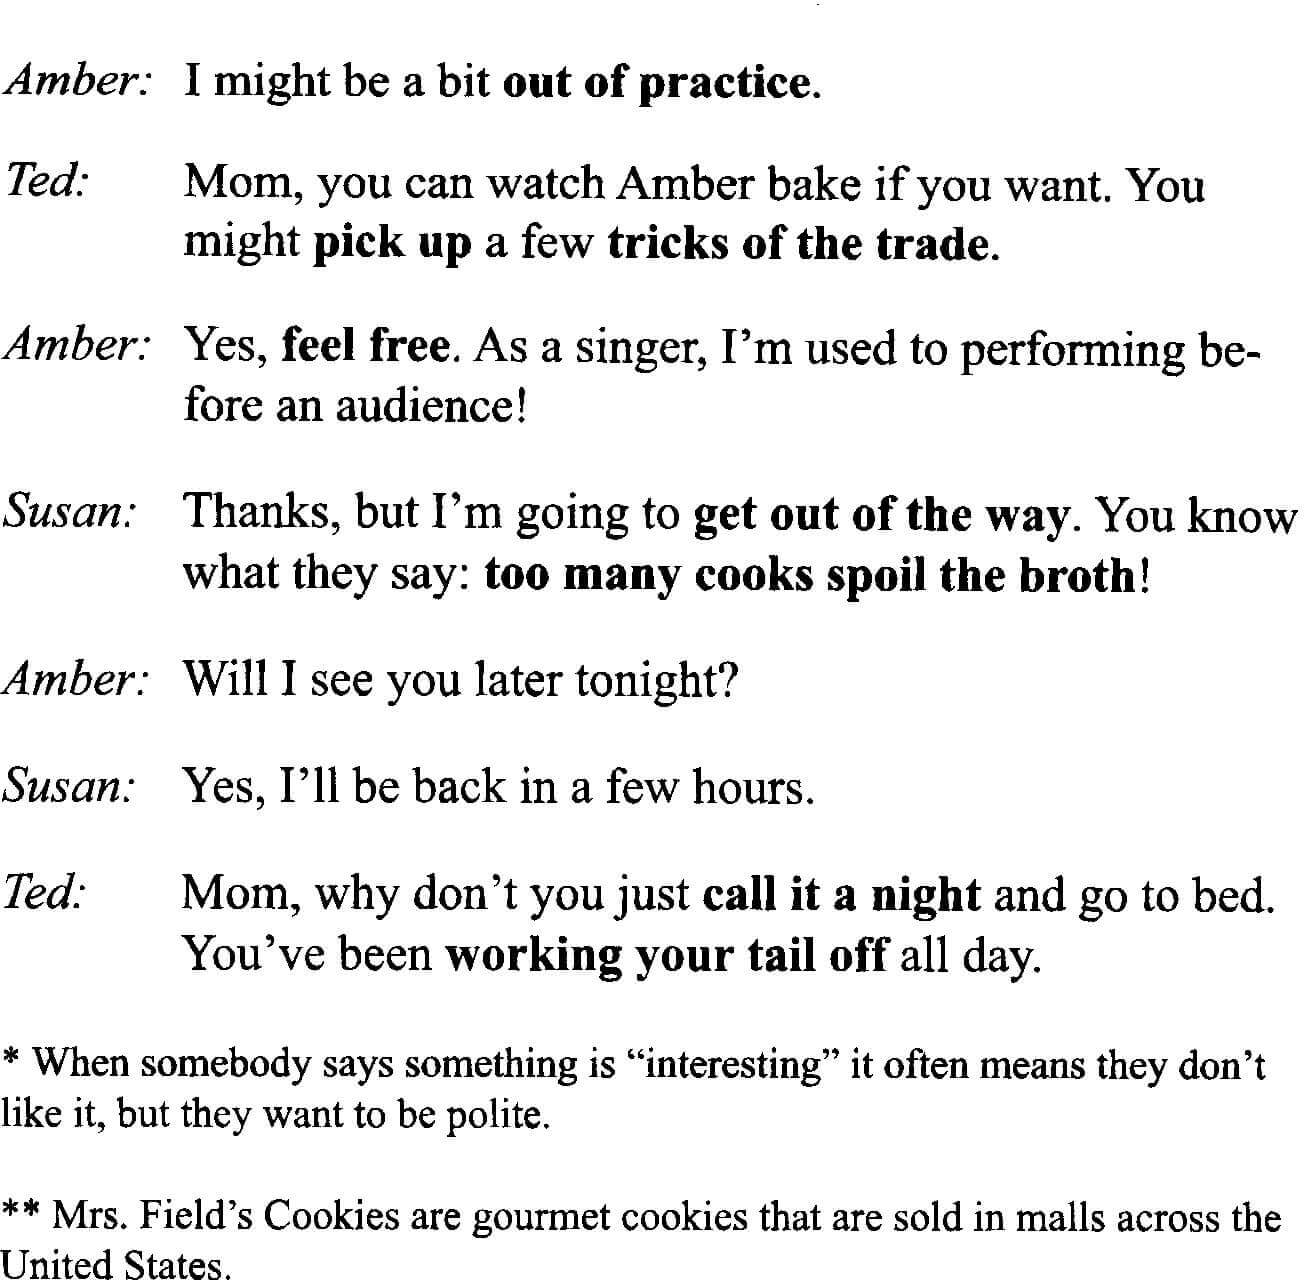 Amber: I might be a bit out of practice.
Ted: Mom, you can watch Amber bake if you want. You
might pick up a few tricks of the trade.
Amber: Yes, feel free. As a singer, I'm used to performing be-
fore an audience!
Susan: Thanks, but I'm going to get out of the way. You know
what they say: too many cooks spoil the broth!
Amber: Will I see you later tonight?
Susan: Yes, I'll be back in a few hours.
Ted: Mom, why don't you just call it a night and go to bed.
You've been working your tail off all day.
* When somebody says something is “interesting” it often means they don't
like it, but they want to be polite.
** Mrs. Field's Cookies are gourmet cookies that are sold in malls across the
United States.